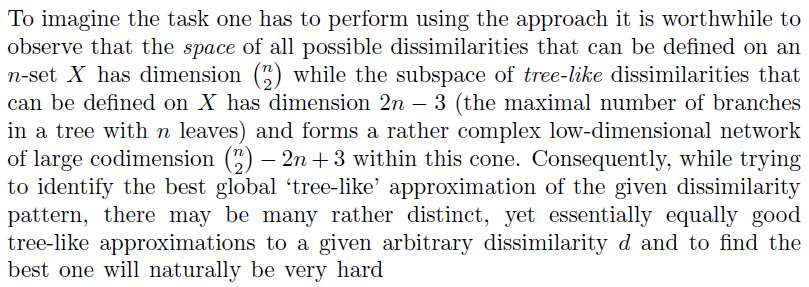 To imagine the task one has to perform using the approach it is worthwhile to
observe that the space of all possible dissimilarities that can be defined on an
n-set X has dimension (n 2) while the subspace of tree-like dissimilarities that
can be defined on X has dimension 2n − 3 (the maximal number of branches
in a tree with n leaves) and forms a rather complex low-dimensional network
of large codimension (n 2) − 2n + 3 within this cone. Consequently, while trying
to identify the best global ‘tree-like’ approximation of the given dissimilarity
pattern, there may be many rather distinct, yet essentially equally good
tree-like approximations to a given arbitrary dissimilarity d and to find the
best one will naturally be very hard